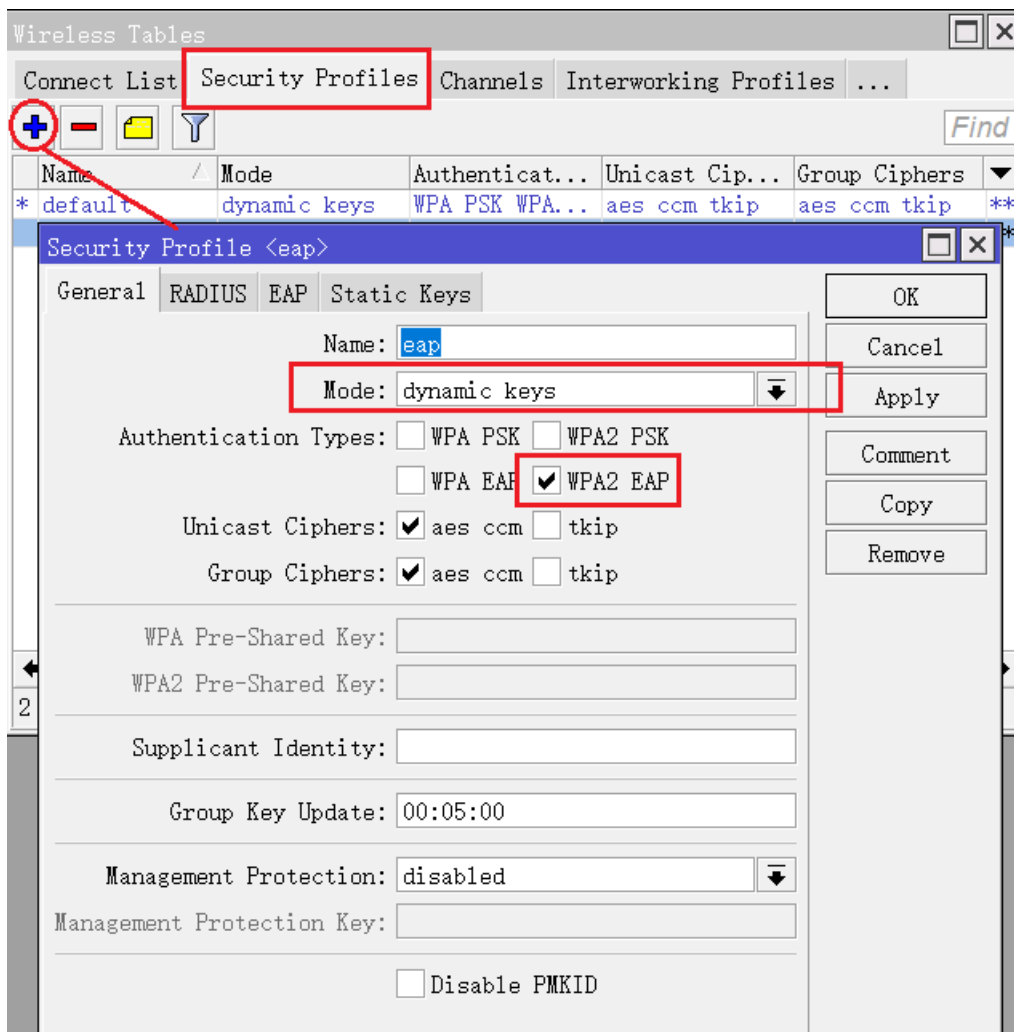 Wireless Tables
Connect List Security Profiles Channels Interworking Profiles ...
Find
Name Mode Authenticat... Unicast Cip... Group Ciphers
* default dynamic keys WPA PSK WPA... aes ccm tkip aes ccm tkip **
Security Profile <eap>
General RADIUS EAP Static Keys
OK
Name: eap
Cancel
Mode: dynamic keys
Apply
Authentication Types: WPA PSK WPA2 PSK
Comment
WPA EAP WPA2 EAP
Copy
Unicast Ciphers: aes ccm tkip
Remove
Group Ciphers: aes ccm tkip
WPA Pre-Shared Key:
WPA2 Pre-Shared Key:
2
Supplicant Identity:
Group Key Update: 00:05:00
Management Protection: disabled
Management Protection Key:
Disable PMKID